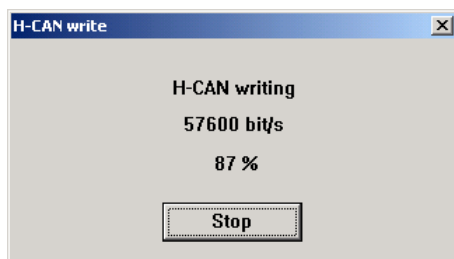 H-CAN write
H-CAN writing
57600 bit/s
87 %
Stop